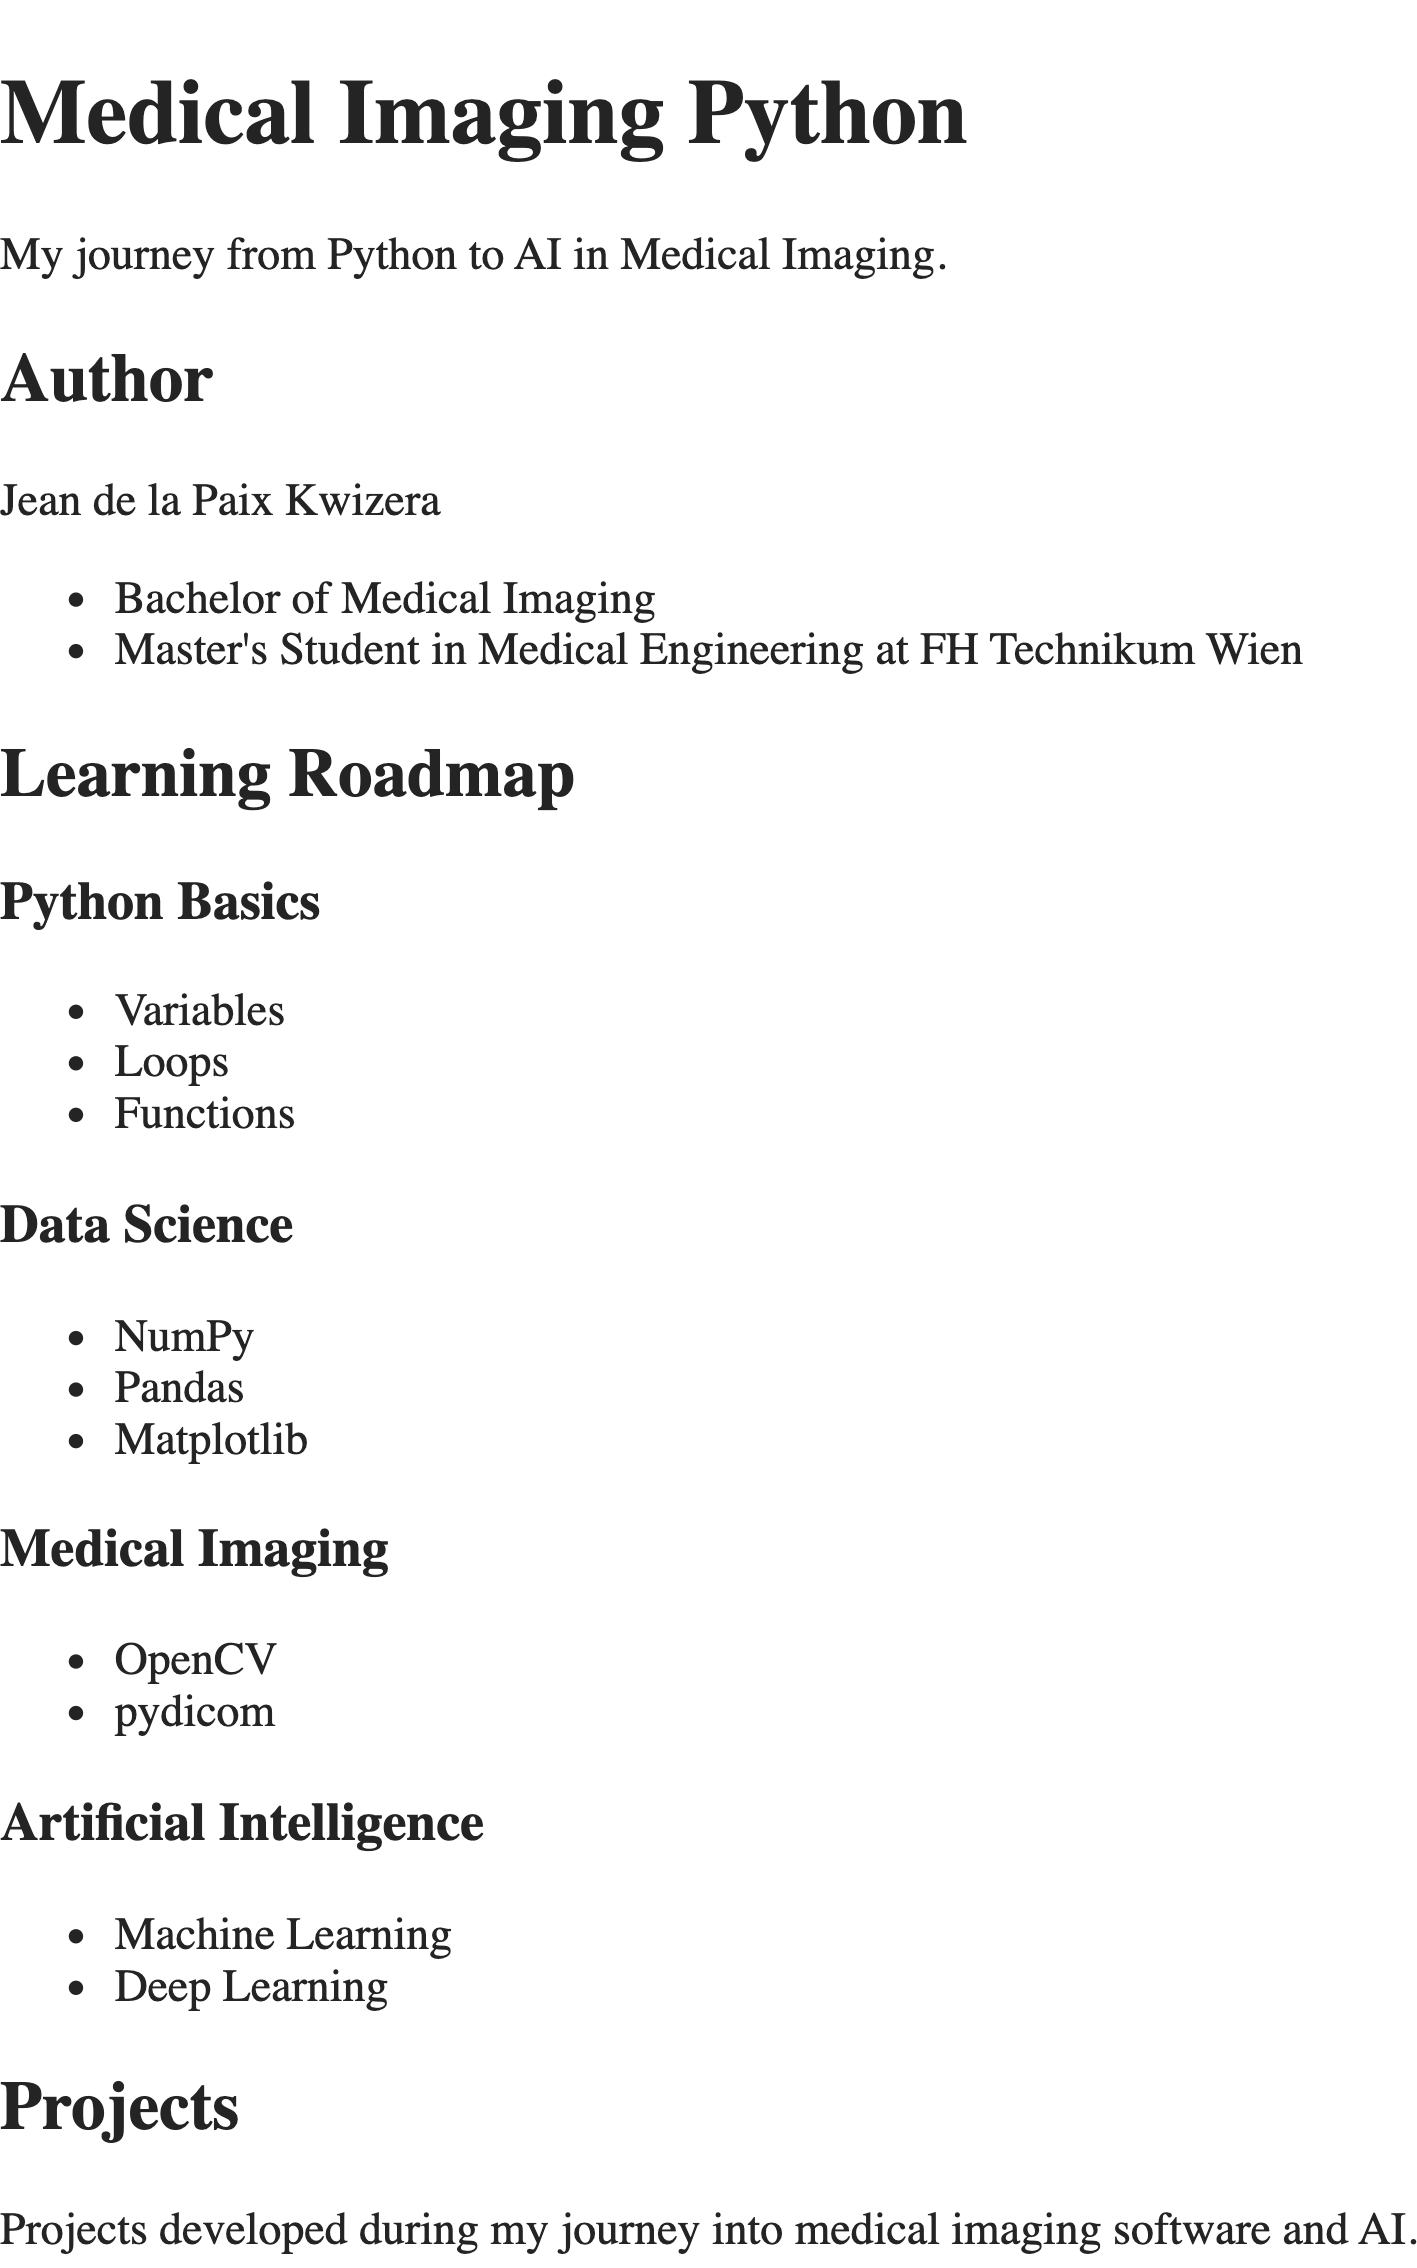 Medical Imaging Python
My journey from Python to AI in Medical Imaging.
Author
Jean de la Paix Kwizera
• Bachelor of Medical Imaging
• Master's Student in Medical Engineering at FH Technikum Wien
Learning Roadmap
Python Basics
• Variables
• Loops
• Functions
Data Science
• NumPy
• Pandas
• Matplotlib
Medical Imaging
• OpenCV
• pydicom
Artificial Intelligence
• Machine Learning
• Deep Learning
Projects
Projects developed during my journey into medical imaging software and AI.